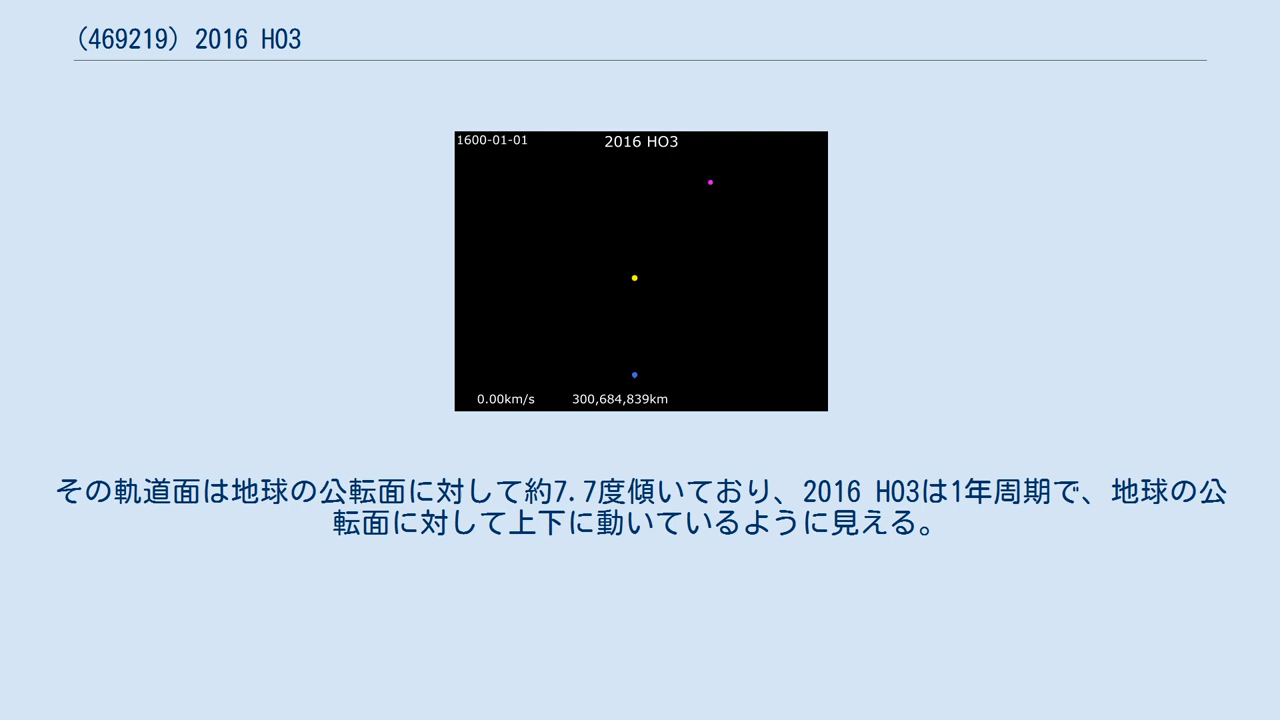 (469219) 2016 HO3
1600-01-01
2016 HO3
0.00km/s
300,684,839km
その軌道面は地球の公転面に対して約7.7度傾いており、2016 HO3は1年周期で、地球の公
転面に対して上下に動いているように見える。